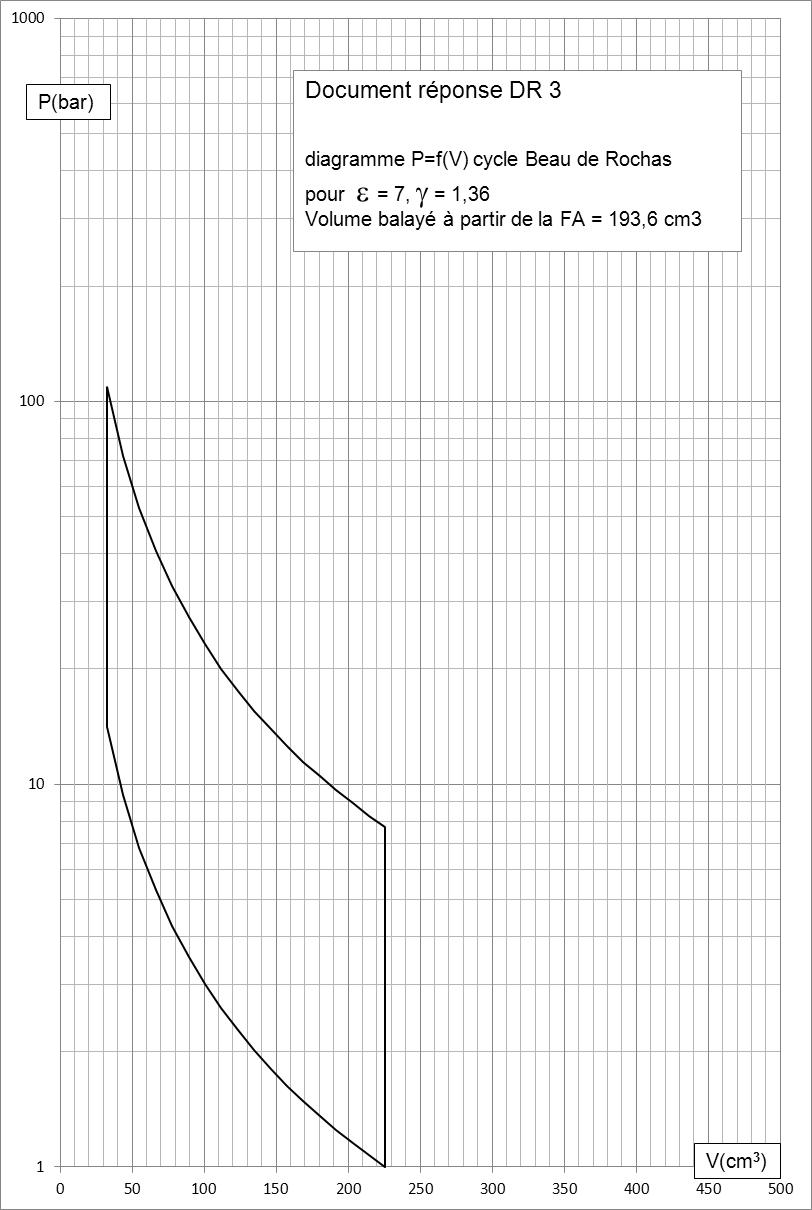 1000
P(bar)
Document réponse DR 3
diagramme P=f(V) cycle Beau de Rochas
pour ε = 7, γ = 1,36
Volume balayé à partir de la FA = 193,6 cm3
100
10
1
V(cm³)
0 50 100 150 200 250 300 350 400 450 500